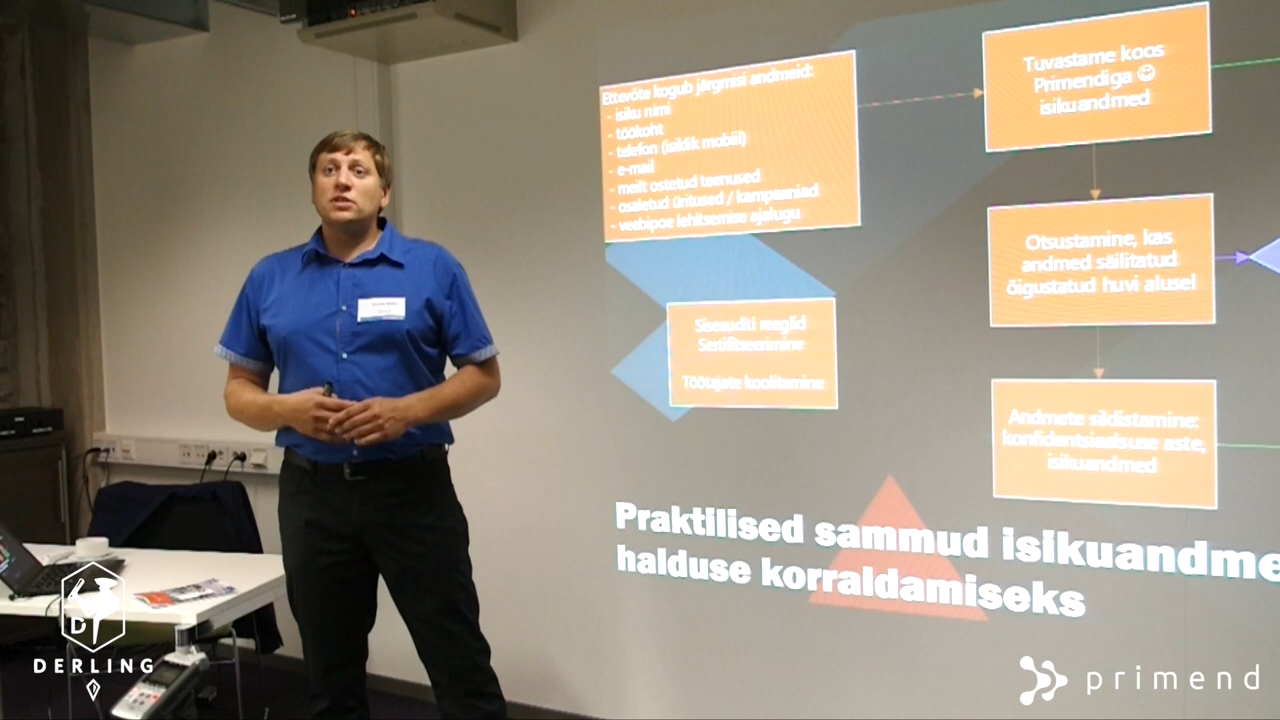 Ettevõte kogub järgmisi andmeid:
- isiku nimi
- töökoht
- telefon (isiklik mobiil)
- e-mail
- meilt ostetud teenused
- osaletud üritused / kampaaniad
- veebipoe lehitsemise ajalugu
Tuvastame koos
Primendiga ☺
isikuandmed
Otsustamine, kas
andmed säilitatud
õigustatud huvi alusel
Siseauditi reeglid
Sertifitseerimine
Töötajate koolitamine
Andmete sildistamine:
konfidentsiaalsuse aste,
isikuandmed
Praktilised sammud isikuandme
halduse korraldamiseks
D
DERLING
primend